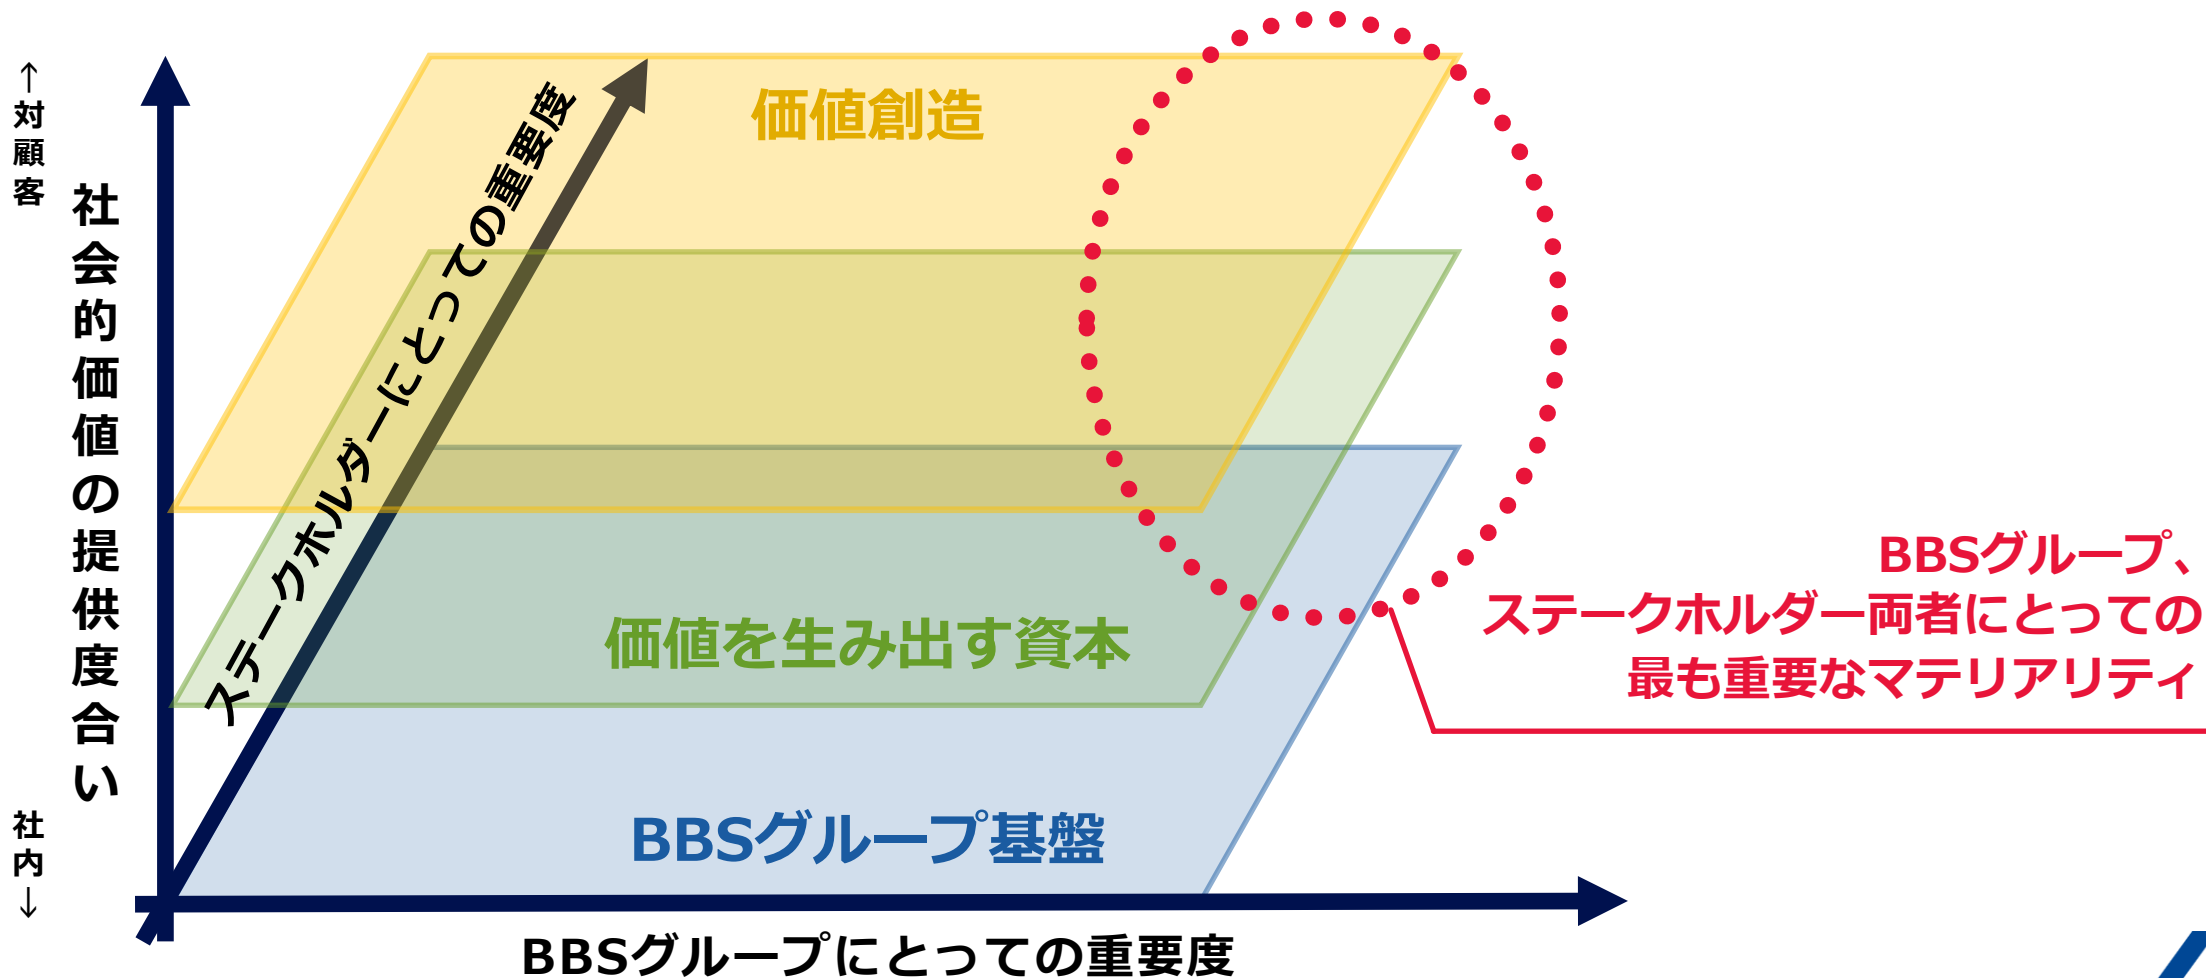 ↑対顧客
社会的価値の提供度合い
社内↓
ステークホルダーにとっての重要度
価値創造
価値を生み出す資本
BBSグループ基盤
BBSグループ、
ステークホルダー両者にとっての
最も重要なマテリアリティ
BBSグループにとっての重要度